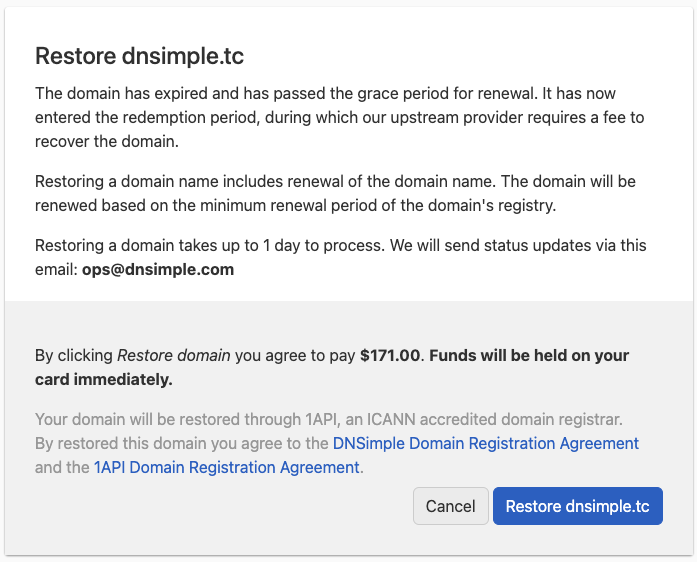 Restore dnsimple.tc
The domain has expired and has passed the grace period for renewal. It has now
entered the redemption period, during which our upstream provider requires a fee to
recover the domain.
Restoring a domain name includes renewal of the domain name. The domain will be
renewed based on the minimum renewal period of the domain's registry.
Restoring a domain takes up to 1 day to process. We will send status updates via this
email: ops@dnsimple.com
By clicking Restore domain you agree to pay $171.00. Funds will be held on your
card immediately.
Your domain will be restored through 1API, an ICANN accredited domain registrar.
By restored this domain you agree to the DNSimple Domain Registration Agreement
and the 1API Domain Registration Agreement.
Cancel Restore dnsimple.tc